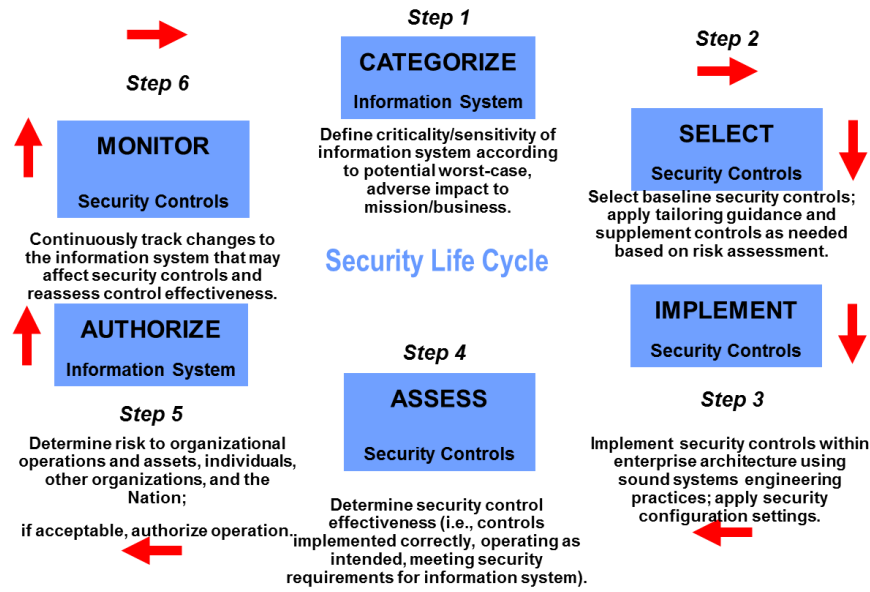 Step 1
CATEGORIZE
Information System
Define criticality/sensitivity of
information system according
to potential worst-case,
adverse impact to
mission/business.
Step 2
SELECT
Security Controls
Select baseline security controls;
apply tailoring guidance and
supplement controls as needed
based on risk assessment.
IMPLEMENT
Security Controls
Step 3
Implement security controls within
enterprise architecture using
sound systems engineering
practices; apply security
configuration settings.
Step 4
ASSESS
Security Controls
Determine security control
effectiveness (i.e., controls
implemented correctly, operating as
intended, meeting security
requirements for information system).
AUTHORIZE
Information System
Step 5
Determine risk to organizational
operations and assets, individuals,
other organizations, and the
Nation;
if acceptable, authorize operation..
Step 6
MONITOR
Security Controls
Continuously track changes to
the information system that may
affect security controls and
reassess control effectiveness.
Security Life Cycle